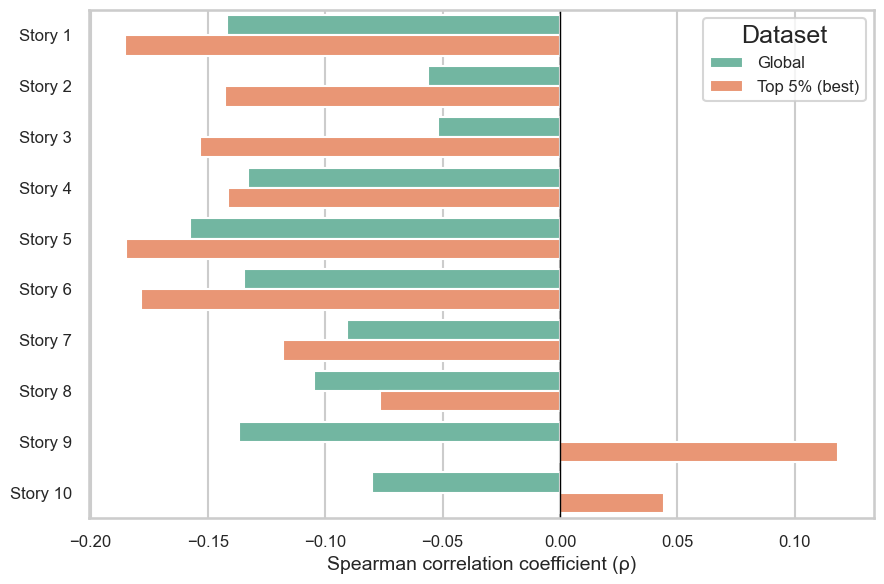 Dataset
Global
Top 5% (best)
Story 1
Story 2
Story 3
Story 4
Story 5
Story 6
Story 7
Story 8
Story 9
Story 10
−0.20 −0.15 −0.10 −0.05 0.00 0.05 0.10
Spearman correlation coefficient (ρ)